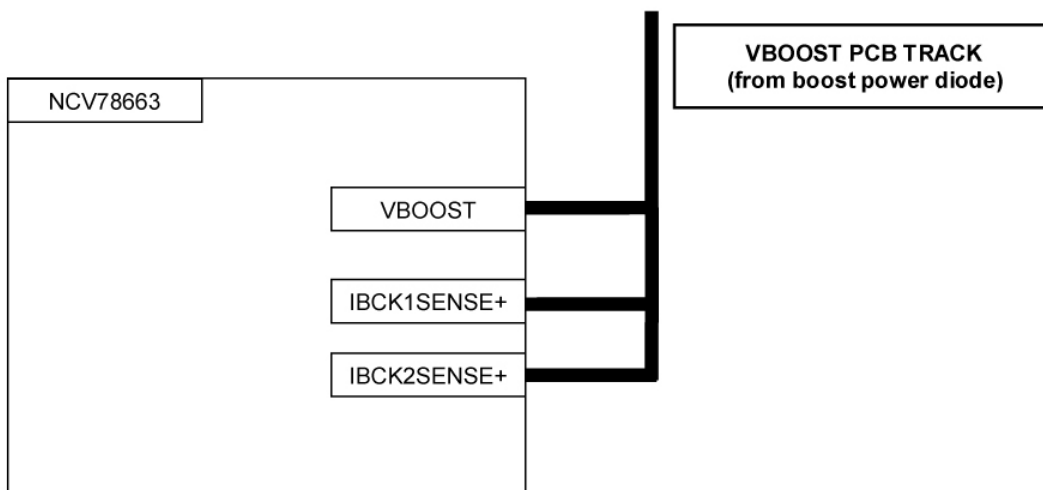 VBOOST PCB TRACK
(from boost power diode)
NCV78663
VBOOST
IBCK1SENSE+
IBCK2SENSE+